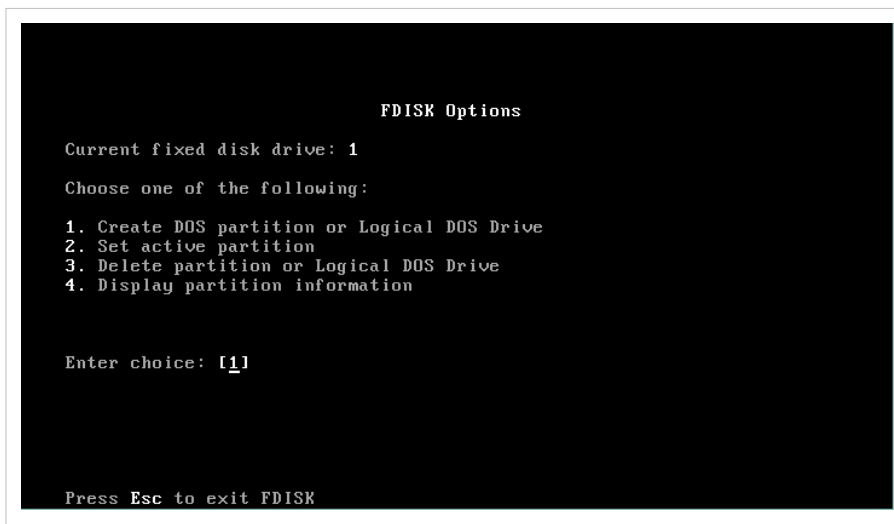 FDISK Options
Current fixed disk drive: 1
Choose one of the following:
1. Create DOS partition or Logical DOS Drive
2. Set active partition
3. Delete partition or Logical DOS Drive
4. Display partition information
Enter choice: [1]
Press Esc to exit FDISK